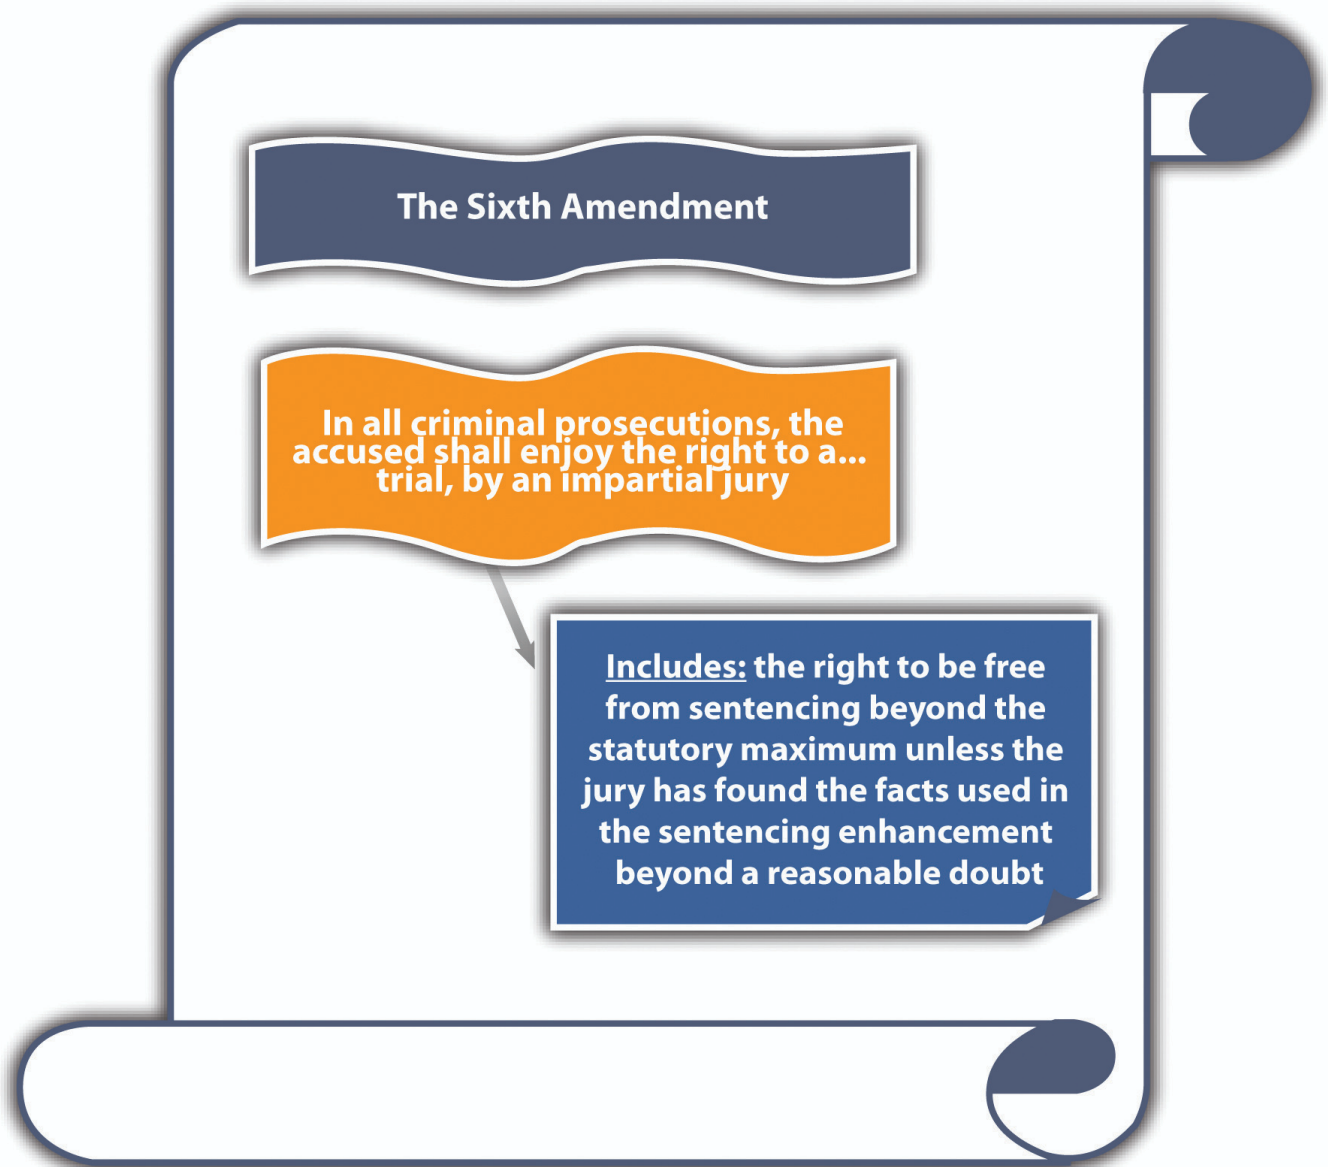 The Sixth Amendment
In all criminal prosecutions, the
accused shall enjoy the right to a...
trial, by an impartial jury
Includes: the right to be free
from sentencing beyond the
statutory maximum unless the
jury has found the facts used in
the sentencing enhancement
beyond a reasonable doubt